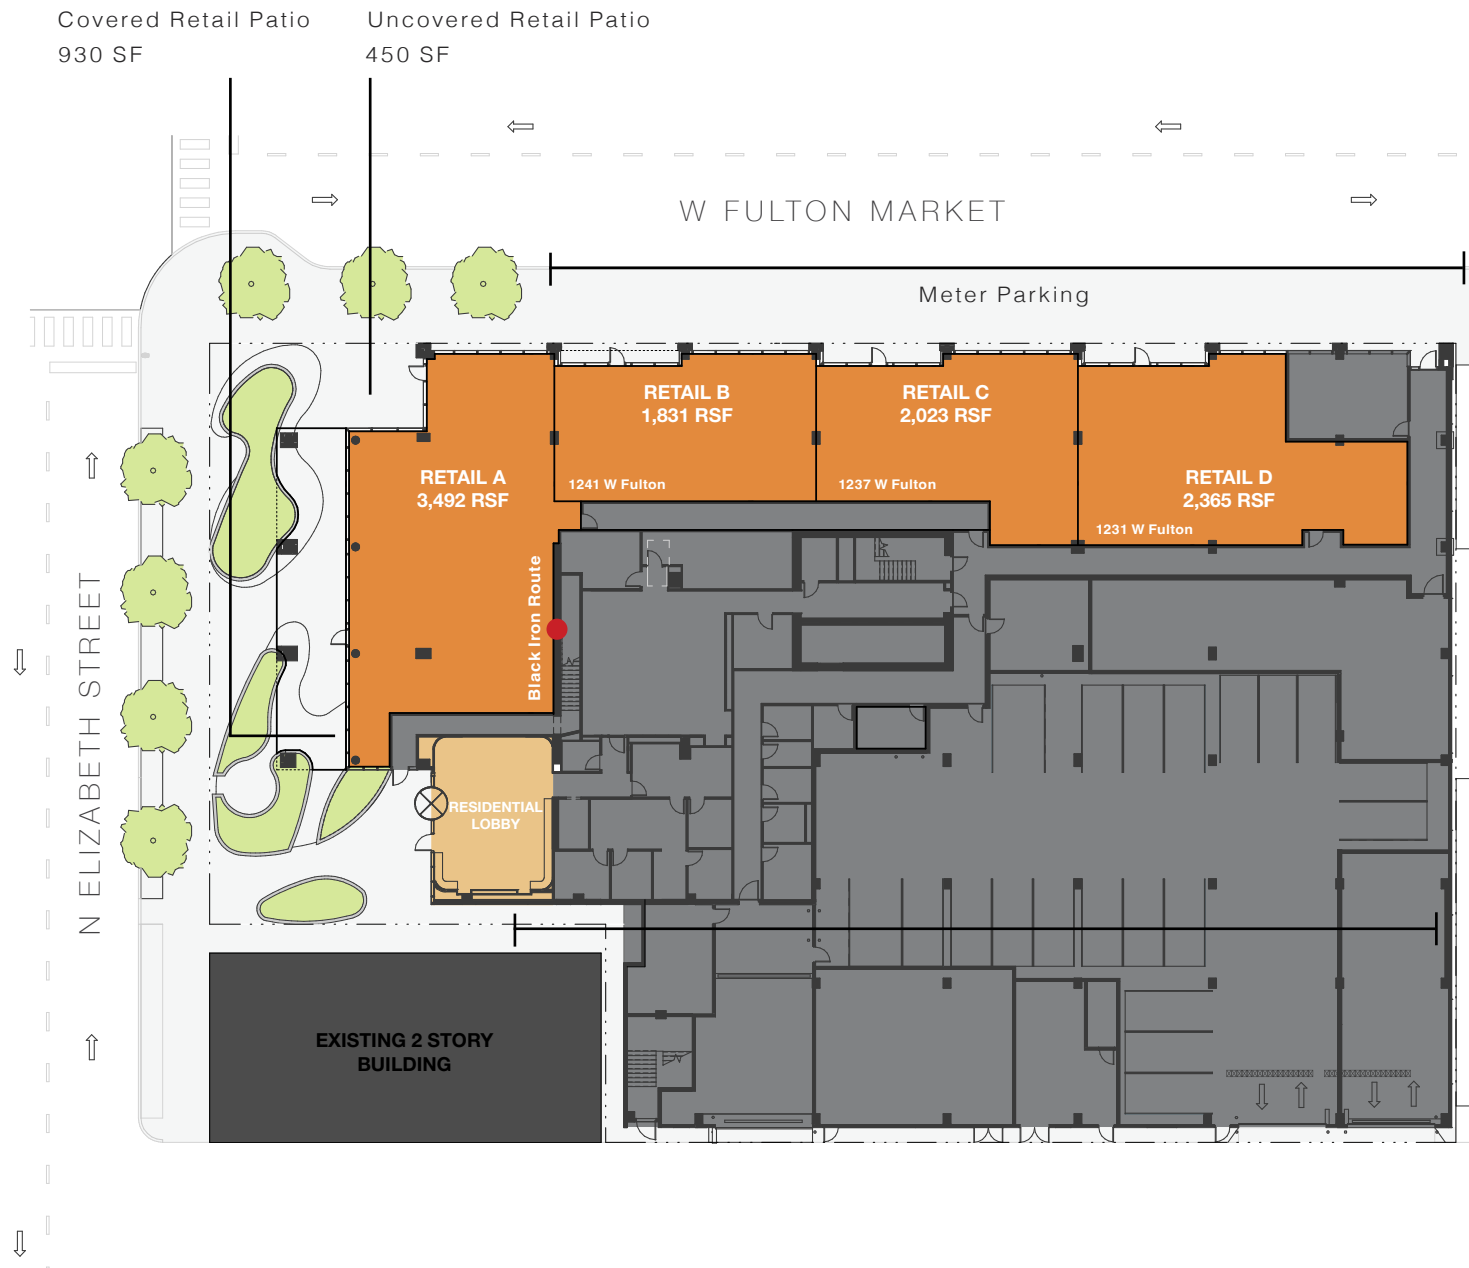 Covered Retail Patio
930 SF
Uncovered Retail Patio
450 SF
W FULTON MARKET
Meter Parking
RETAIL A
3,492 RSF
RETAIL B
1,831 RSF
1241 W Fulton
RETAIL C
2,023 RSF
1237 W Fulton
RETAIL D
2,365 RSF
1231 W Fulton
Black Iron Route
N ELIZABETH STREET
RESIDENTIAL
LOBBY
EXISTING 2 STORY
BUILDING